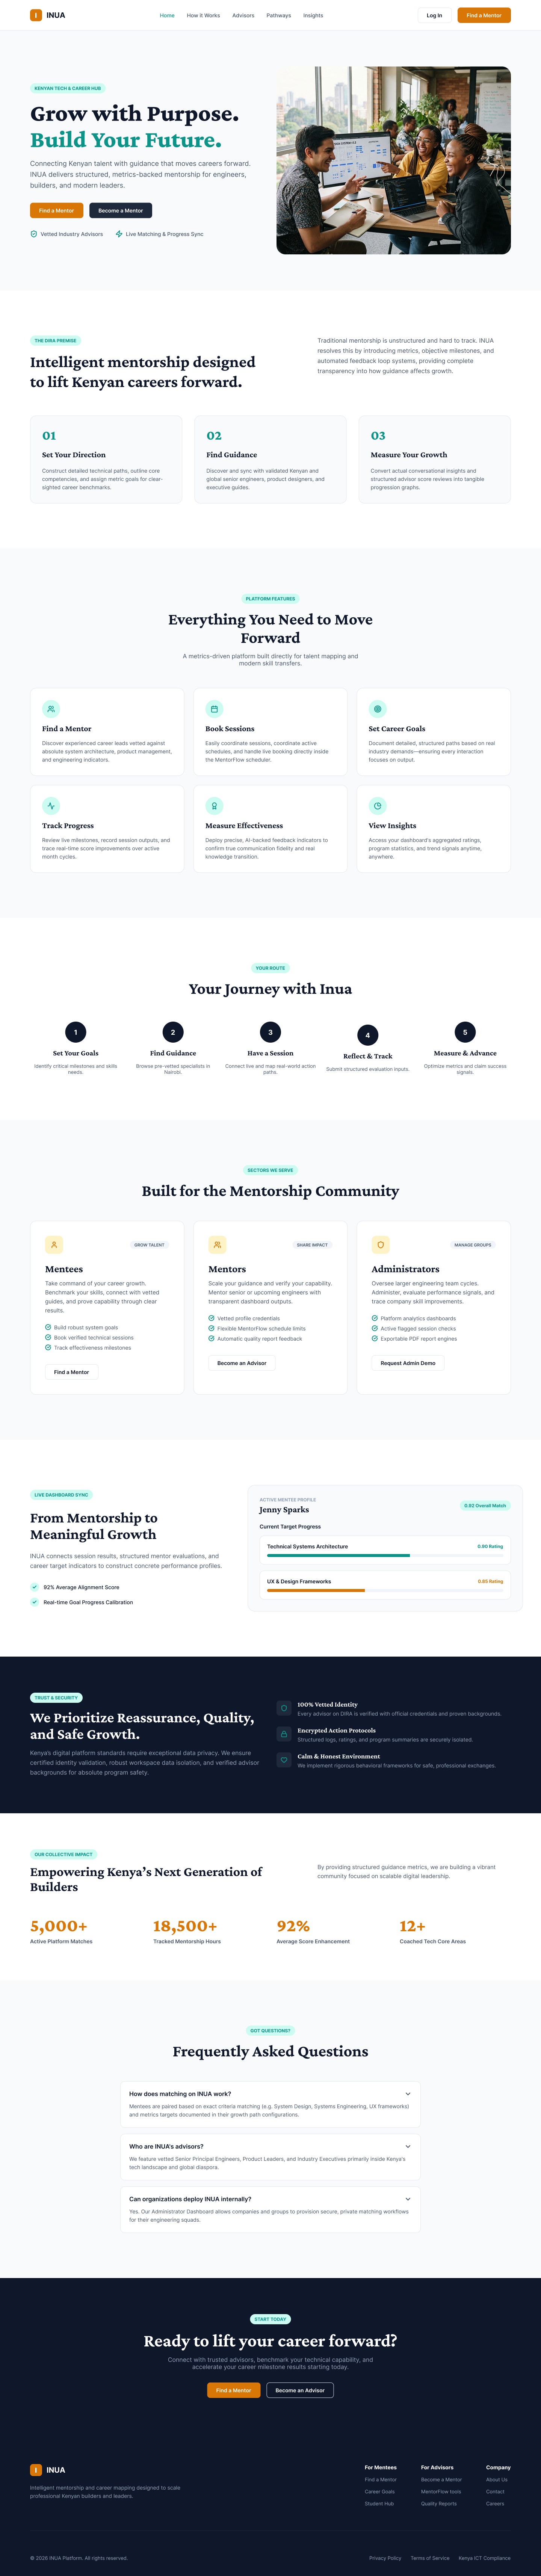 I INUA
Home How It Works Advisors Pathways Insights
Log In Find a Mentor
KENYAN TECH & CAREER HUB
Grow with Purpose.
Build Your Future.
Connecting Kenyan talent with guidance that moves careers forward.
INUA delivers structured, metrics-backed mentorship for engineers,
builders, and modern leaders.
Find a Mentor Become a Mentor
Vetted Industry Advisors Live Matching & Progress Sync
THE DIRA PREMISE
Intelligent mentorship designed
to lift Kenyan careers forward.
Traditional mentorship is unstructured and hard to track. INUA
resolves this by introducing metrics, objective milestones, and
automated feedback loop systems, providing complete
transparency into how guidance affects growth.
01
Set Your Direction
Construct detailed technical paths, outline core
competencies, and assign metric goals for clear-
sighted career benchmarks.
02
Find Guidance
Discover and sync with validated Kenyan and
global senior engineers, product designers, and
executive guides.
03
Measure Your Growth
Convert actual conversational insights and
structured advisor score reviews into tangible
progression graphs.
PLATFORM FEATURES
Everything You Need to Move
Forward
A metrics-driven platform built directly for talent mapping and
modern skill transfers.
Find a Mentor
Discover experienced career leads vetted against
absolute system architecture, product management,
and engineering indicators.
Book Sessions
Easily coordinate sessions, coordinate active
schedules, and handle live booking directly inside
the MentorFlow scheduler.
Set Career Goals
Document detailed, structured paths based on real
industry demands—ensuring every interaction
focuses on output.
Track Progress
Review live milestones, record session outputs, and
trace real-time score improvements over active
month cycles.
Measure Effectiveness
Deploy precise, AI-backed feedback indicators to
confirm true communication fidelity and real
knowledge transition.
View Insights
Access your dashboard's aggregated ratings,
program statistics, and trend signals anytime,
anywhere.
YOUR ROUTE
Your Journey with Inua
1
Set Your Goals
Identify critical milestones and skills
needs.
2
Find Guidance
Browse pre-vetted specialists in
Nairobi.
3
Have a Session
Connect live and map real-world action
paths.
4
Reflect & Track
Submit structured evaluation inputs.
5
Measure & Advance
Optimize metrics and claim success
signals.
SECTORS WE SERVE
Built for the Mentorship Community
GROW TALENT
Mentees
Take command of your career growth.
Benchmark your skills, connect with vetted
guides, and prove capability through clear
results.
Build robust system goals
Book verified technical sessions
Track effectiveness milestones
Find a Mentor
SHARE IMPACT
Mentors
Scale your guidance and verify your capability.
Mentor senior or upcoming engineers with
transparent dashboard outputs.
Vetted profile credentials
Flexible MentorFlow schedule limits
Automatic quality report feedback
Become an Advisor
MANAGE GROUPS
Administrators
Oversee larger engineering team cycles.
Administer, evaluate performance signals, and
trace company skill improvements.
Platform analytics dashboards
Active flagged session checks
Exportable PDF report engines
Request Admin Demo
LIVE DASHBOARD SYNC
From Mentorship to
Meaningful Growth
INUA connects session results, structured mentor evaluations, and
career target indicators to construct concrete performance profiles.
92% Average Alignment Score
Real-time Goal Progress Calibration
ACTIVE MENTEE PROFILE
Jenny Sparks
0.92 Overall Match
Current Target Progress
Technical Systems Architecture 0.90 Rating
UX & Design Frameworks 0.85 Rating
TRUST & SECURITY
We Prioritize Reassurance, Quality,
and Safe Growth.
Kenya's digital platform standards require exceptional data privacy. We ensure
certified identity validation, robust workspace data isolation, and verified advisor
backgrounds for absolute program safety.
100% Vetted Identity
Every advisor on DIRA is verified with official credentials and proven backgrounds.
Encrypted Action Protocols
Structured logs, ratings, and program summaries are securely isolated.
Calm & Honest Environment
We implement rigorous behavioral frameworks for safe, professional exchanges.
OUR COLLECTIVE IMPACT
Empowering Kenya's Next Generation of
Builders
By providing structured guidance metrics, we are building a vibrant
community focused on scalable digital leadership.
5,000+
Active Platform Matches
18,500+
Tracked Mentorship Hours
92%
Average Score Enhancement
12+
Coached Tech Core Areas
GOT QUESTIONS?
Frequently Asked Questions
How does matching on INUA work?
Mentees are paired based on exact criteria matching (e.g. System Design, Systems Engineering, UX frameworks)
and metrics targets documented in their growth path configurations.
Who are INUA's advisors?
We feature vetted Senior Principal Engineers, Product Leaders, and Industry Executives primarily inside Kenya's
tech landscape and global diaspora.
Can organizations deploy INUA internally?
Yes. Our Administrator Dashboard allows companies and groups to provision secure, private matching workflows
for their engineering squads.
START TODAY
Ready to lift your career forward?
Connect with trusted advisors, benchmark your technical capability, and
accelerate your career milestone results starting today.
Find a Mentor Become an Advisor
I INUA
Intelligent mentorship and career mapping designed to scale
professional Kenyan builders and leaders.
For Mentees
Find a Mentor
Career Goals
Student Hub
For Advisors
Become a Mentor
MentorFlow tools
Quality Reports
Company
About Us
Contact
Careers
© 2026 INUA Platform. All rights reserved.
Privacy Policy Terms of Service Kenya ICT Compliance